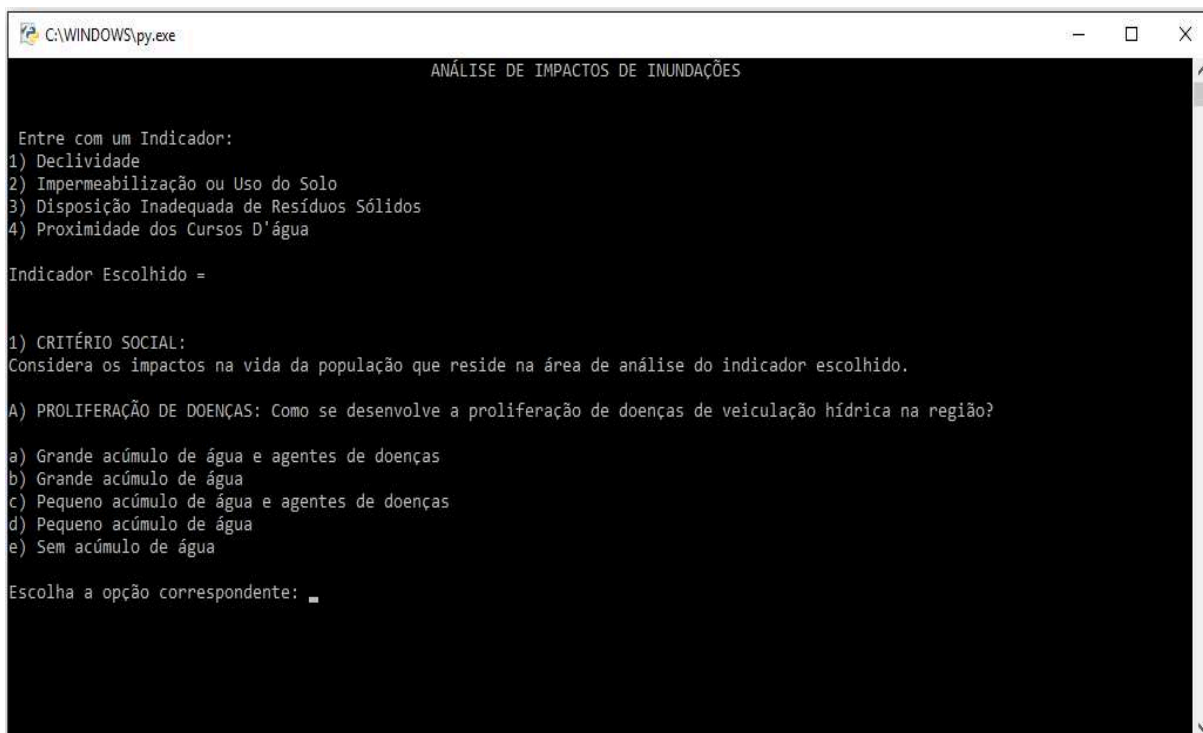 C:\WINDOWS\py.exe
ANÁLISE DE IMPACTOS DE INUNDAÇÕES
Entre com um Indicador:
1) Declividade
2) Impermeabilização ou Uso do Solo
3) Disposição Inadequada de Resíduos Sólidos
4) Proximidade dos Cursos D'água
Indicador Escolhido =
1) CRITÉRIO SOCIAL:
Considera os impactos na vida da população que reside na área de análise do indicador escolhido.
A) PROLIFERAÇÃO DE DOENÇAS: Como se desenvolve a proliferação de doenças de veiculação hídrica na região?
a) Grande acúmulo de água e agentes de doenças
b) Grande acúmulo de água
c) Pequeno acúmulo de água e agentes de doenças
d) Pequeno acúmulo de água
e) Sem acúmulo de água
Escolha a opção correspondente: